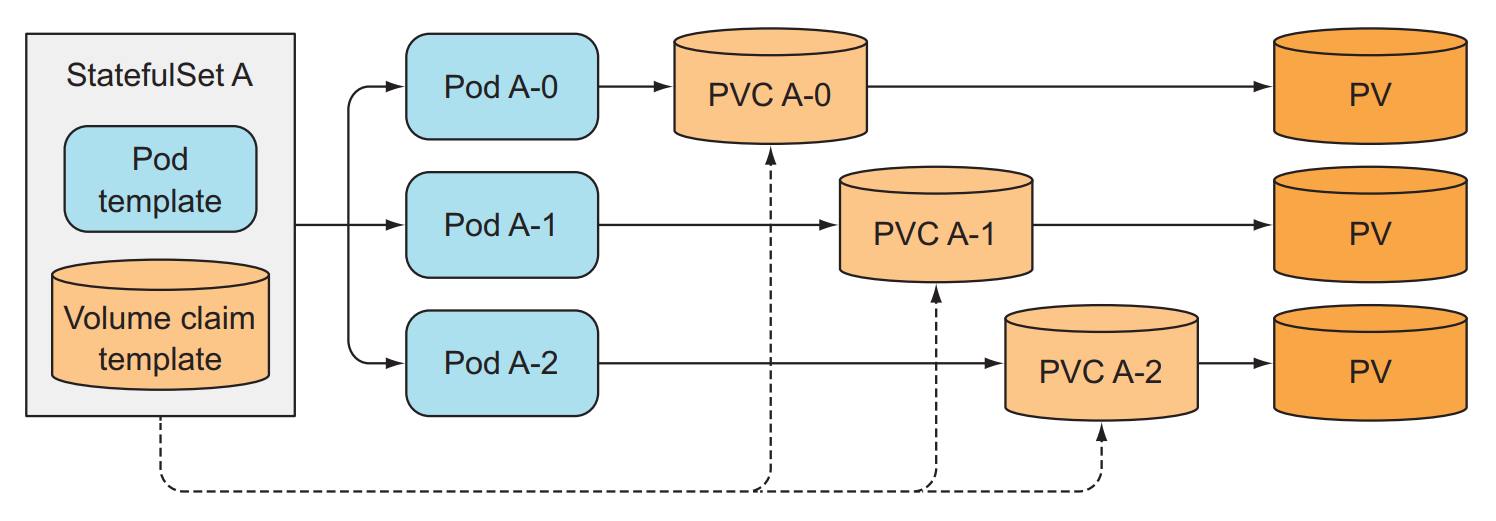 StatefulSet A
Pod
template
Volume claim
template
Pod A-0
PVC A-0
PV
Pod A-1
PVC A-1
PV
Pod A-2
PVC A-2
PV